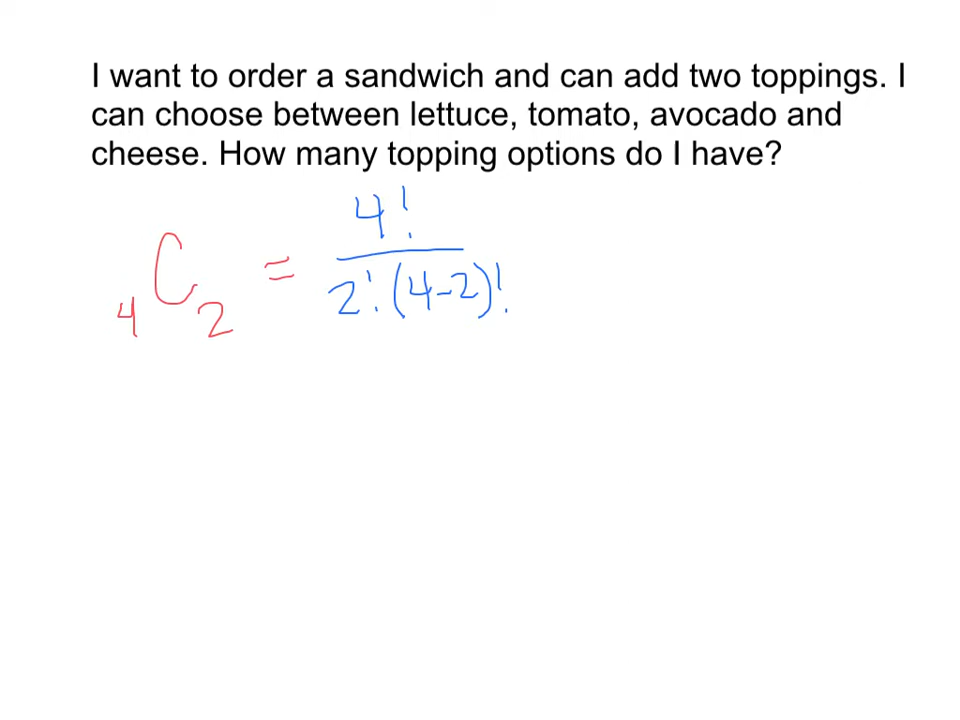 I want to order a sandwich and can add two toppings. I
can choose between lettuce, tomato, avocado and
cheese. How many topping options do I have?
4C2 = 4!
2!(4-2)!